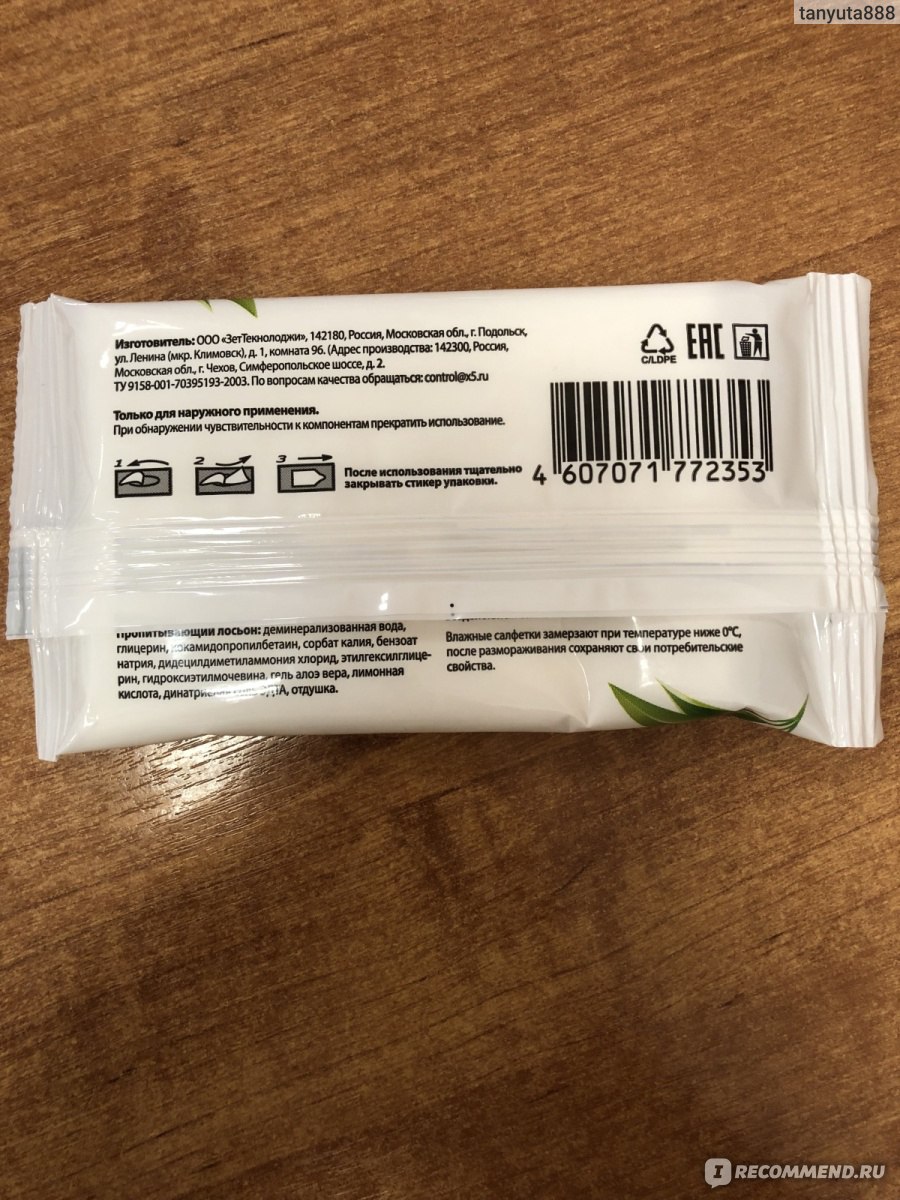 tanyuta888
Изготовитель: ООО «ЗетТекнолоджи», 142180, Россия, Московская обл., г. Подольск,
ул. Ленина (мкр. Климовск), д. 1, комната 96. (Адрес производства: 142300, Россия,
Московская обл., г. Чехов, Симферопольское шоссе, д. 2.
ТУ 9158-001-70395193-2003. По вопросам качества обращаться: control@x5.ru
C/LDPE
EAC
Только для наружного применения.
При обнаружении чувствительности к компонентам прекратить использование.
1 2 3
После использования тщательно
закрывать стикер упаковки.
4 607071 772353
Пропитывающий лосьон: деминерализованная вода,
глицерин, кокамидопропилбетаин, сорбат калия, бензоат
натрия, дидецилдиметиламмония хлорид, этилгексилглице-
рин, гидроксиэтилмочевина, гель алоэ вера, лимонная
кислота, ЭДТА, отдушка.
Влажные салфетки замерзают при температуре ниже 0°С,
после размораживания сохраняют свои потребительские
свойства.
IRECOMMEND.RU